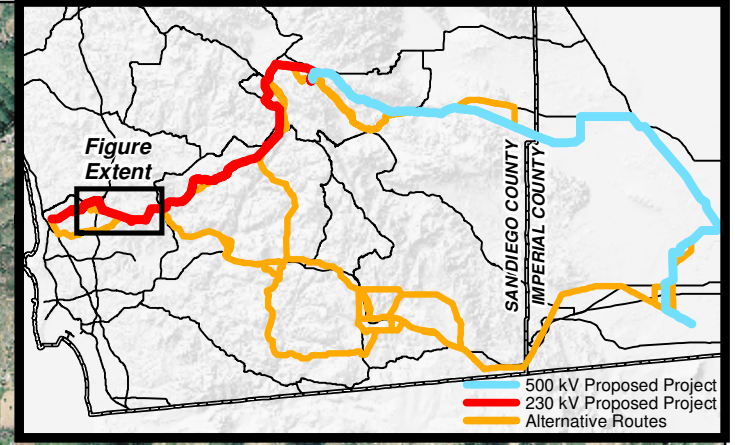 Figure
Extent
SAN DIEGO COUNTY
IMPERIAL COUNTY
500 kV Proposed Project
230 kV Proposed Project
Alternative Routes